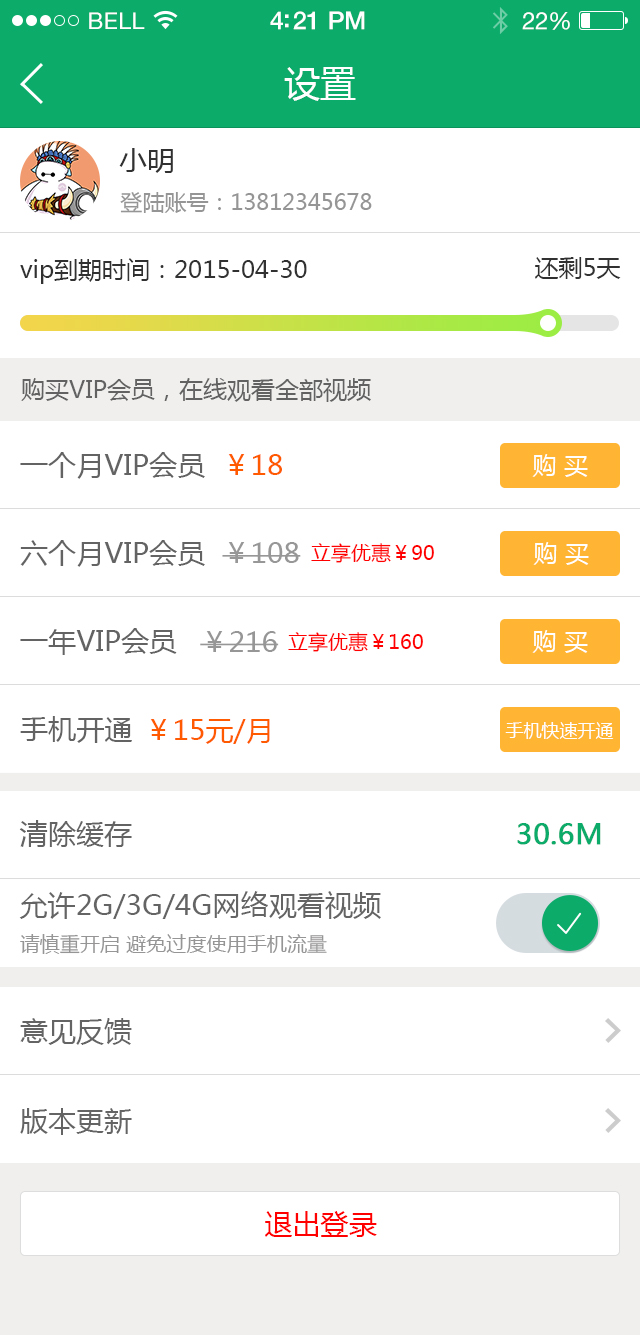 BELL 4:21 PM 22%
设置
小明
登陆账号：13812345678
vip到期时间：2015-04-30 还剩5天
购买VIP会员，在线观看全部视频
一个月VIP会员 ￥18 购 买
六个月VIP会员 ￥108 立享优惠￥90 购 买
一年VIP会员 ￥216 立享优惠￥160 购 买
手机开通 ￥15元/月 手机快速开通
清除缓存 30.6M
允许2G/3G/4G网络观看视频
请慎重开启 避免过度使用手机流量
意见反馈
版本更新
退出登录